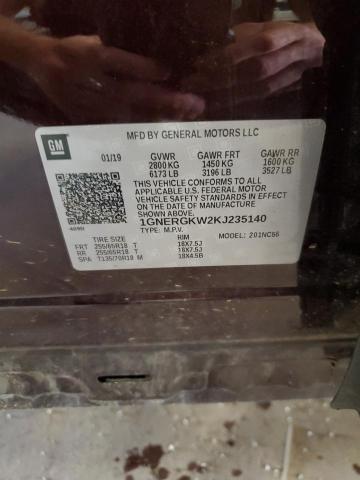 MFD BY GENERAL MOTORS LLC
GM
01/19 GVWR GAWR FRT GAWR RR
2800 KG 1450 KG 1600 KG
6173 LB 3196 LB 3527 LB
THIS VEHICLE CONFORMS TO ALL
APPLICABLE U.S. FEDERAL MOTOR
VEHICLE SAFETY STANDARDS IN EFFECT
ON THE DATE OF MANUFACTURE
1GNERGKW2KJ235140
TYPE: M.P.V. MODEL: 201NC56
TIRE SIZE RIM
FRT 255/65R18 T 18X7.5J
RR 255/65R18 T 18X7.5J
SPA T135/70R18 M 18X4.5B